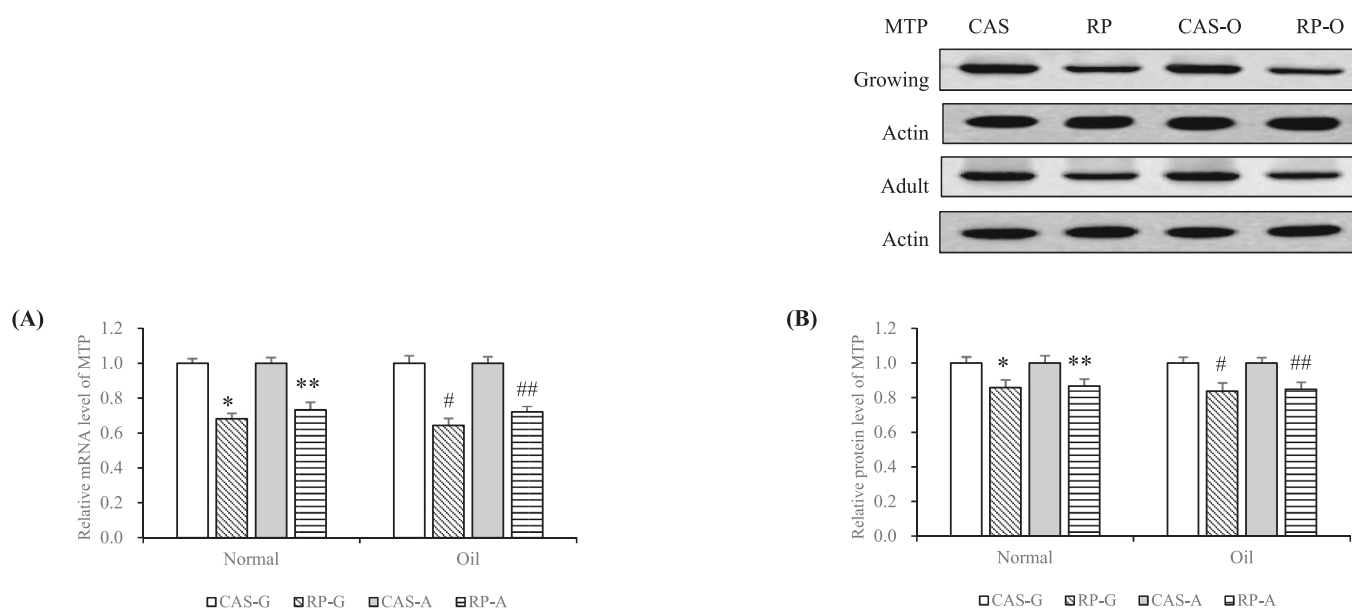 MTP CAS RP CAS-O RP-O
Growing
Actin
Adult
Actin
(A)
Relative mRNA level of MTP
1.2
1.0
0.8
0.6
0.4
0.2
0.0
* ** # ##
Normal Oil
CAS-G RP-G CAS-A RP-A
(B)
Relative protein level of MTP
1.2
1.0
0.8
0.6
0.4
0.2
0.0
* ** # ##
Normal Oil
CAS-G RP-G CAS-A RP-A